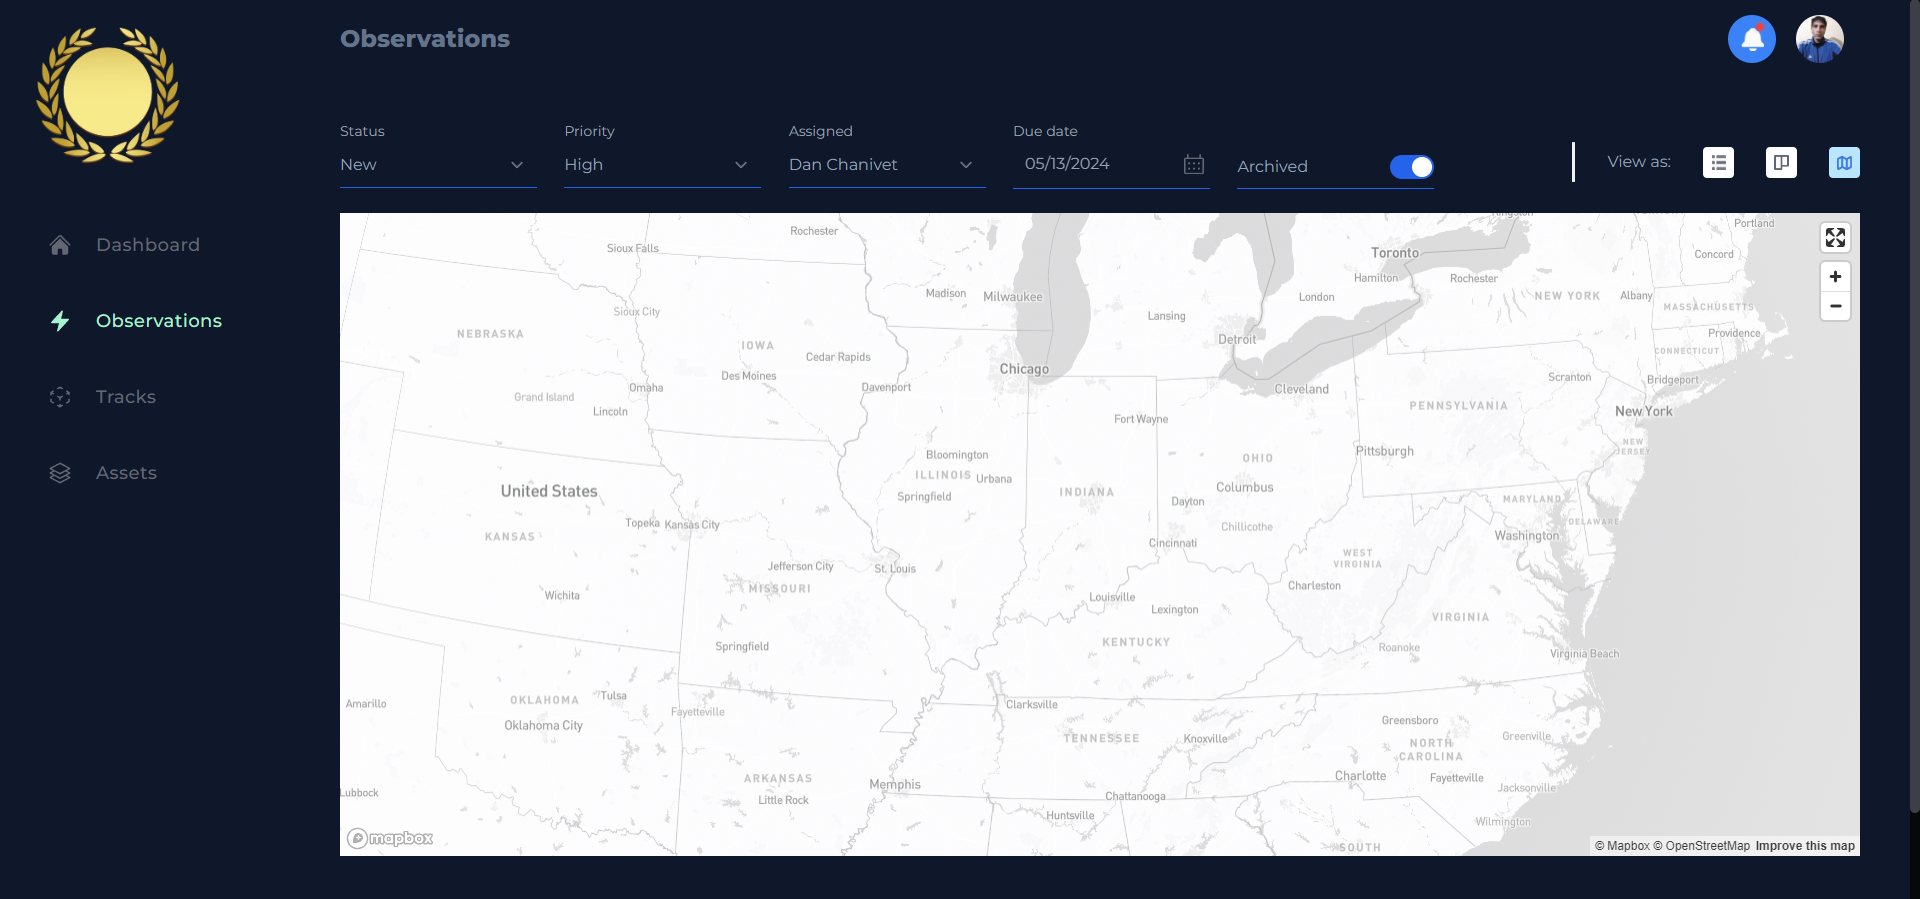 Observations
Status
Priority
Assigned
Due date
New
High
Dan Chanivet
05/13/2024
Archived
View as:
Dashboard
Observations
Tracks
Assets
Kingston
Portland
Rochester
Sioux Falls
Toronto
Concord
Hamilton
Rochester
Madison
Milwaukee
London
NEW YORK
Albany
MASSACHUSETTS
Sioux City
Lansing
NEBRASKA
Detroit
Providence
IOWA
Cedar Rapids
CONNECTICUT
Chicago
Des Moines
Scranton
Bridgeport
Omaha
Davenport
Cleveland
Grand Island
PENNSYLVANIA
Lincoln
New York
Fort Wayne
NEW
JERSEY
Pittsburgh
Bloomington
OHIO
ILLINOIS
Urbana
Columbus
United States
INDIANA
Springfield
Dayton
MARYLAND
Topeka
Kansas City
Chillicothe
DELAWARE
KANSAS
Washington
Cincinnati
WEST
VIRGINIA
Jefferson City
St. Louis
MISSOURI
Charleston
Wichita
Louisville
Lexington
VIRGINIA
KENTUCKY
Springfield
Roanoke
Virginia Beach
OKLAHOMA
Tulsa
Amarillo
Clarksville
Fayetteville
Oklahoma City
Greensboro
TENNESSEE
Knoxville
Greenville
NORTH
CAROLINA
ARKANSAS
Memphis
Charlotte
Fayetteville
Lubbock
Little Rock
Chattanooga
Jacksonville
Huntsville
Wilmington
mapbox
SOUTH
© Mapbox © OpenStreetMap Improve this map